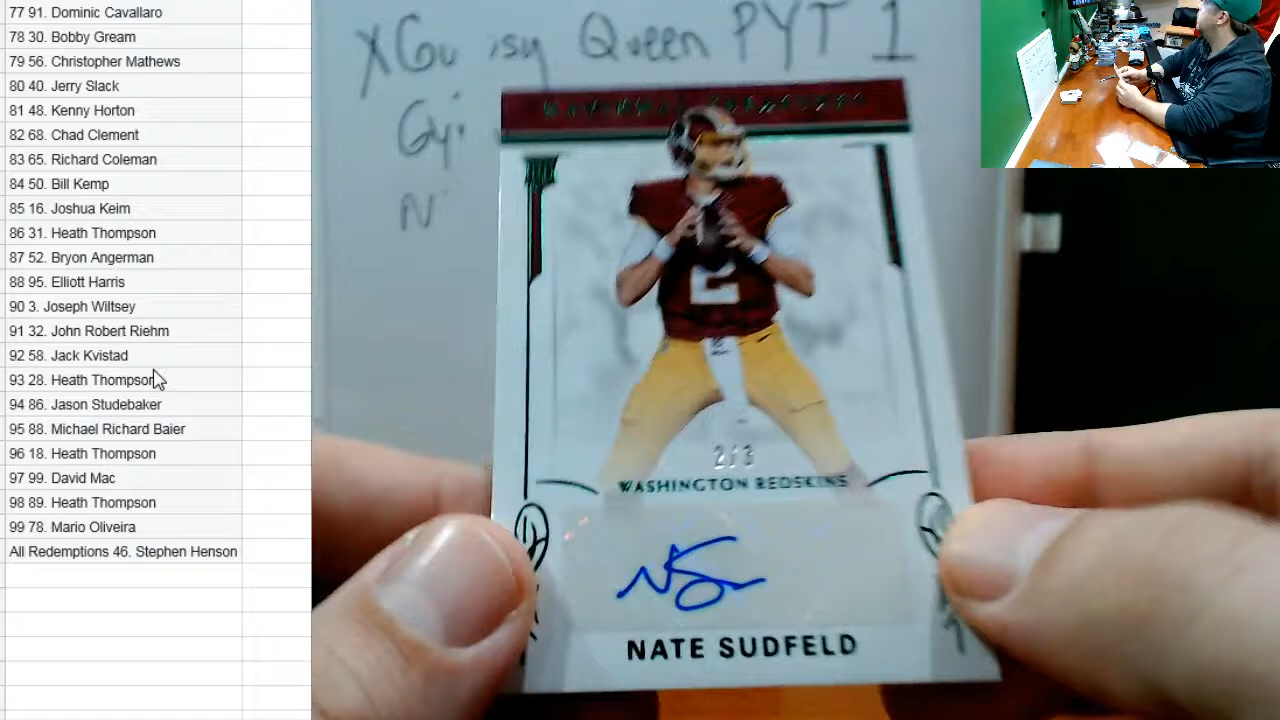 77 91. Dominic Cavallaro
78 30. Bobby Gream
79 56. Christopher Mathews
80 40. Jerry Slack
81 48. Kenny Horton
82 68. Chad Clement
83 65. Richard Coleman
84 50. Bill Kemp
85 16. Joshua Keim
86 31. Heath Thompson
87 52. Bryon Angerman
88 95. Elliott Harris
90 3. Joseph Wiltsey
91 32. John Robert Riehm
92 58. Jack Kvistad
93 28. Heath Thompson
94 86. Jason Studebaker
95 88. Michael Richard Baier
96 18. Heath Thompson
97 99. David Mac
98 89. Heath Thompson
99 78. Mario Oliveira
All Redemptions 46. Stephen Henson
Queen PYT 1
2
2/3
WASHINGTON REDSKINS
NATE SUDFELD